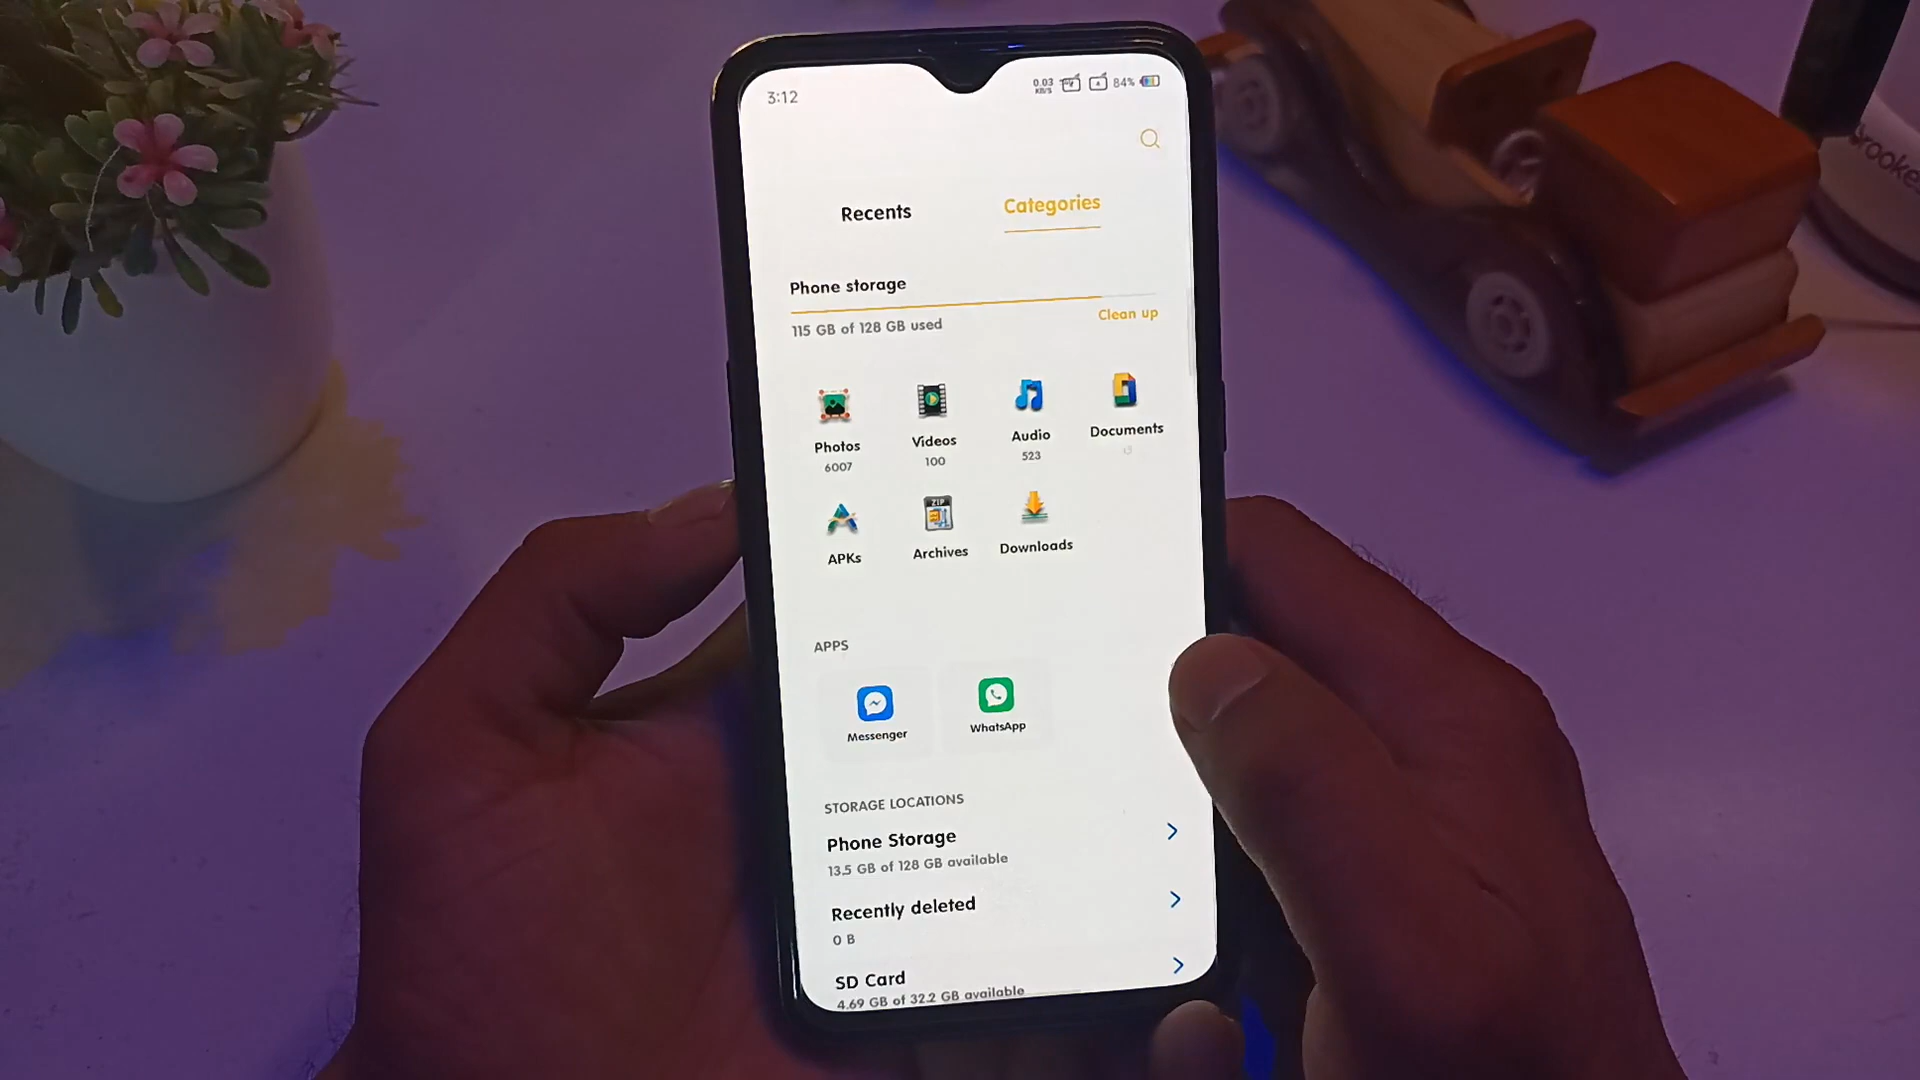 3:12
0.03
KB/S
84%
Recents
Categories
Phone storage
115 GB of 128 GB used
Clean up
Photos
6007
Videos
100
Audio
523
Documents
APKs
ZIP
Archives
Downloads
APPS
Messenger
WhatsApp
STORAGE LOCATIONS
Phone Storage
13.5 GB of 128 GB available
Recently deleted
0 B
SD Card
4.69 GB of 32.2 GB available